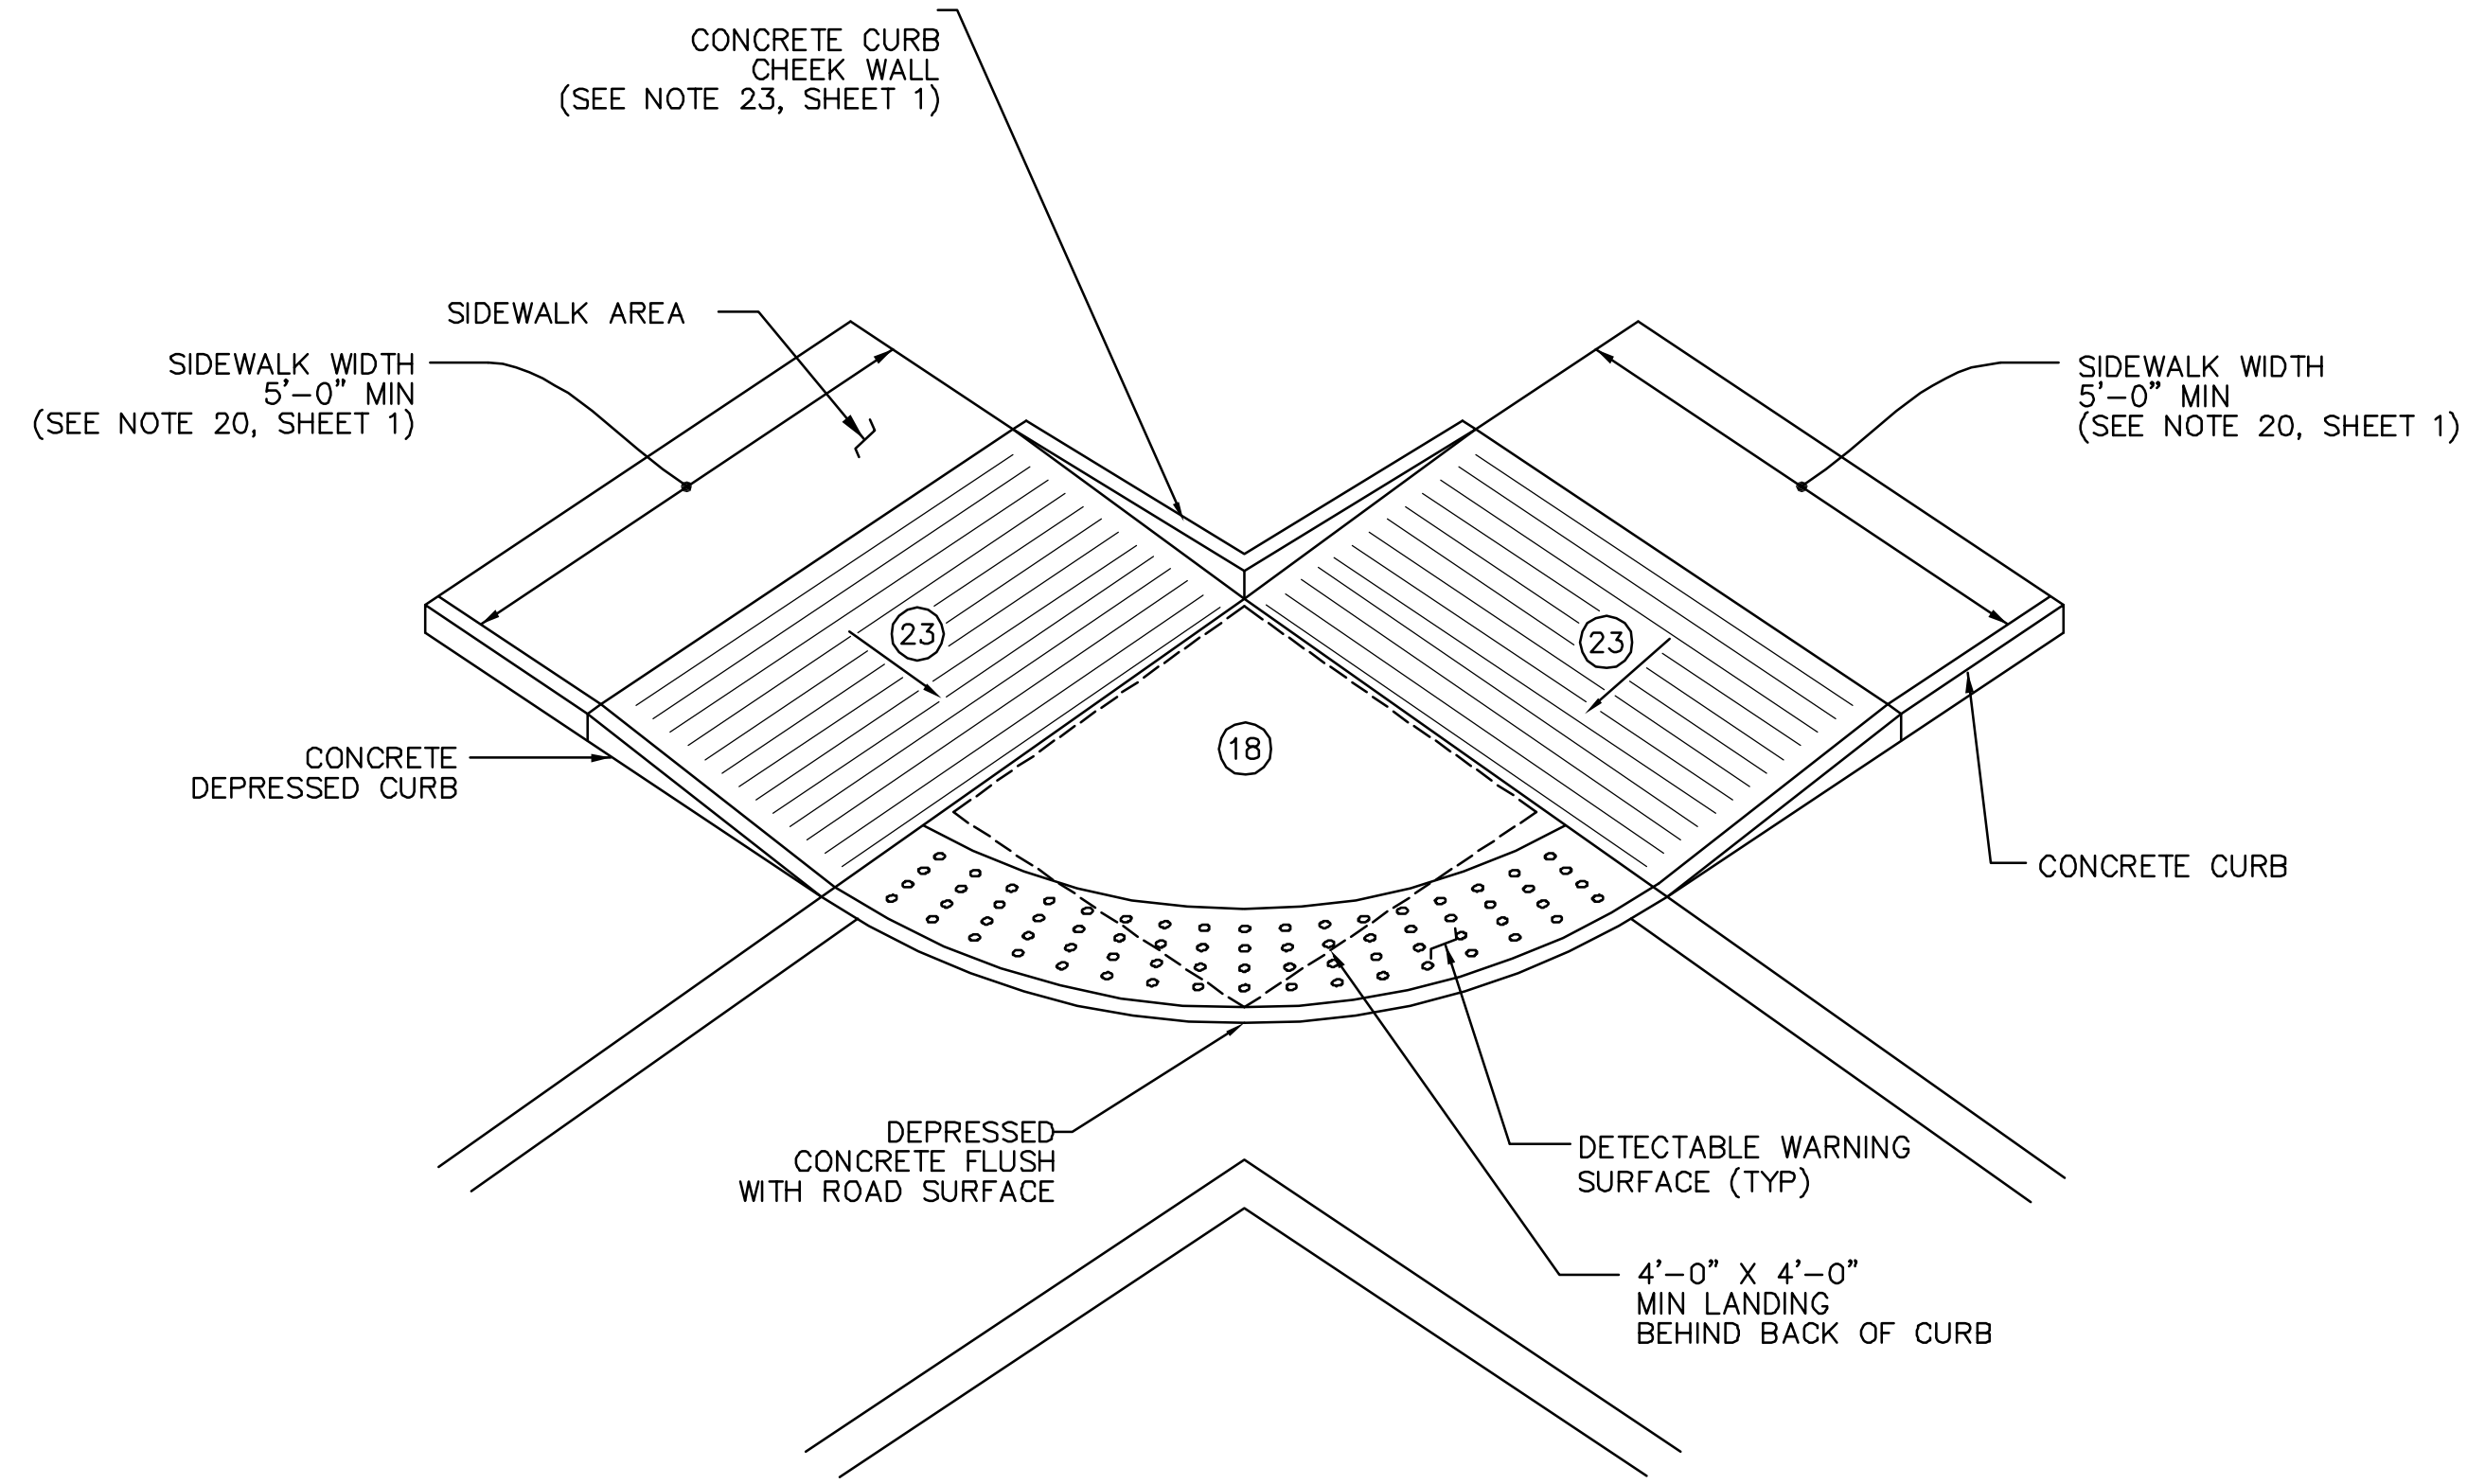 CONCRETE CURB
CHEEK WALL
(SEE NOTE 23, SHEET 1)
SIDEWALK AREA
SIDEWALK WIDTH
5'-0" MIN
(SEE NOTE 20, SHEET 1)
SIDEWALK WIDTH
5'-0" MIN
(SEE NOTE 20, SHEET 1)
23
23
18
CONCRETE
DEPRESSED CURB
CONCRETE CURB
DEPRESSED
CONCRETE FLUSH
WITH ROAD SURFACE
DETECTABLE WARNING
SURFACE (TYP)
4'-0" X 4'-0"
MIN LANDING
BEHIND BACK OF CURB